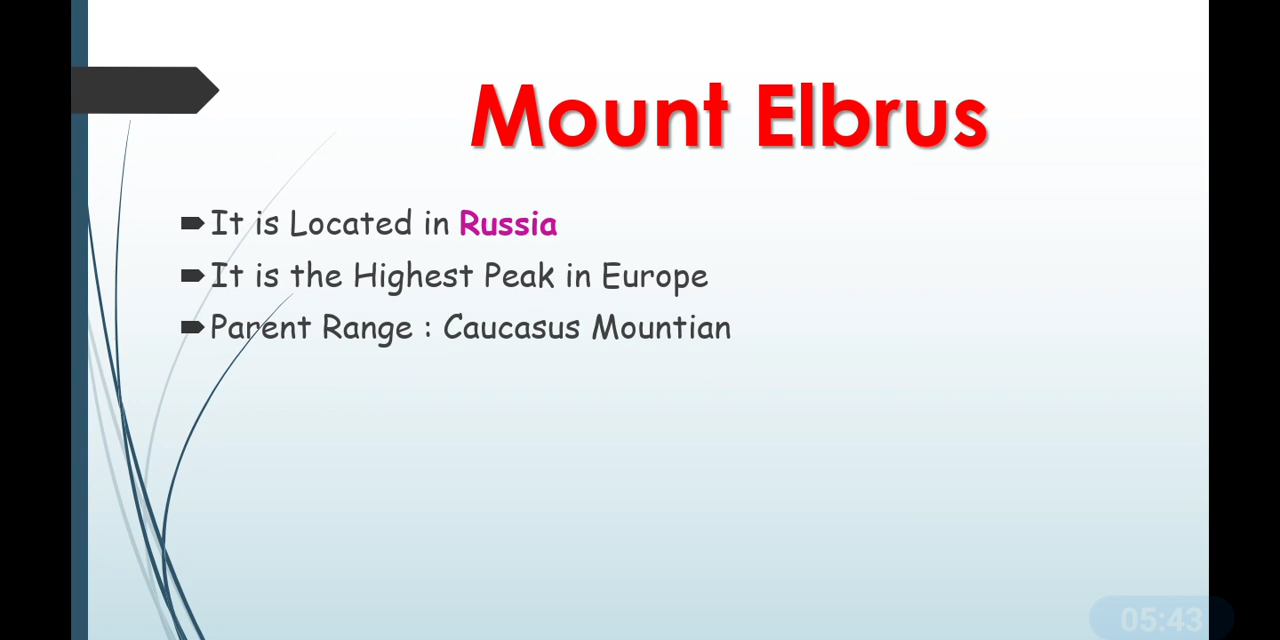 Mount Elbrus
It is Located in Russia
It is the Highest Peak in Europe
Parent Range : Caucasus Mountian
05:43